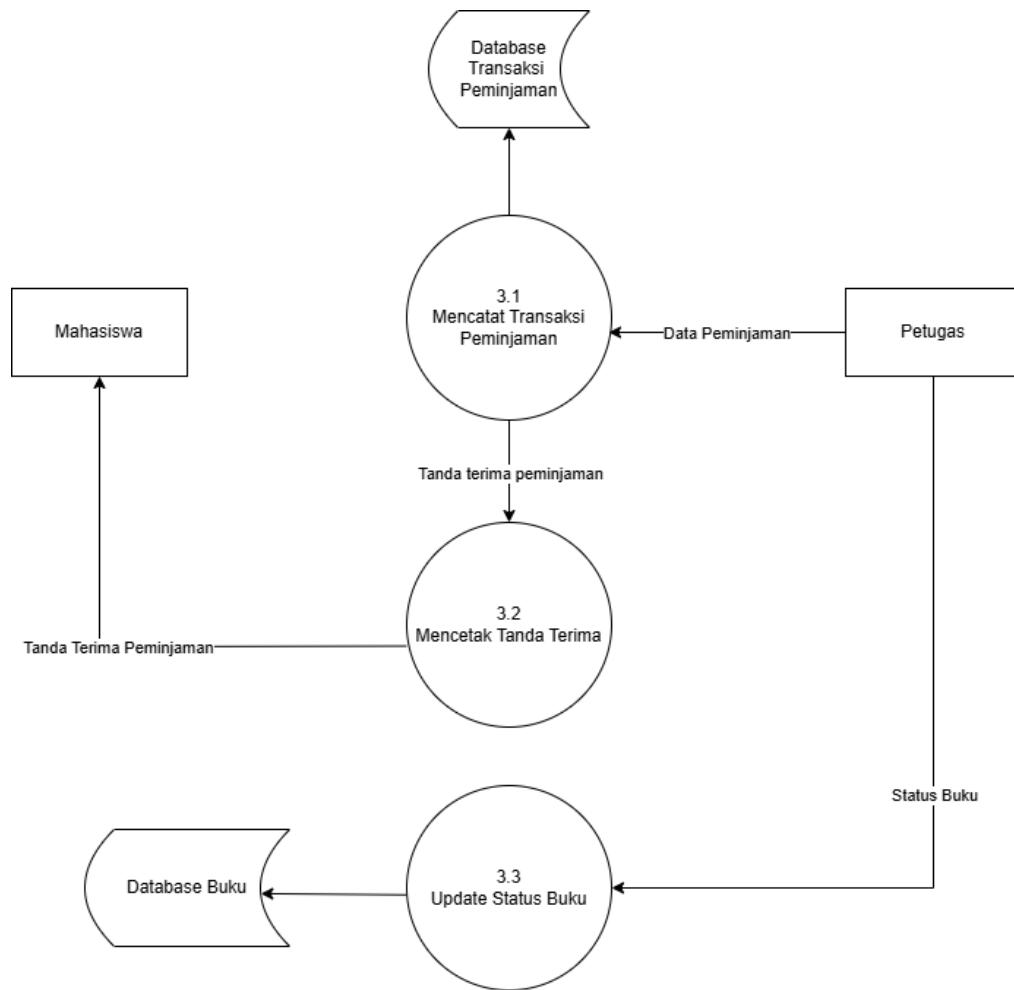 Database
Transaksi
Peminjaman
3.1
Mencatat Transaksi
Peminjaman
Mahasiswa
Data Peminjaman
Petugas
Tanda terima peminjaman
3.2
Mencetak Tanda Terima
Tanda Terima Peminjaman
Status Buku
3.3
Update Status Buku
Database Buku